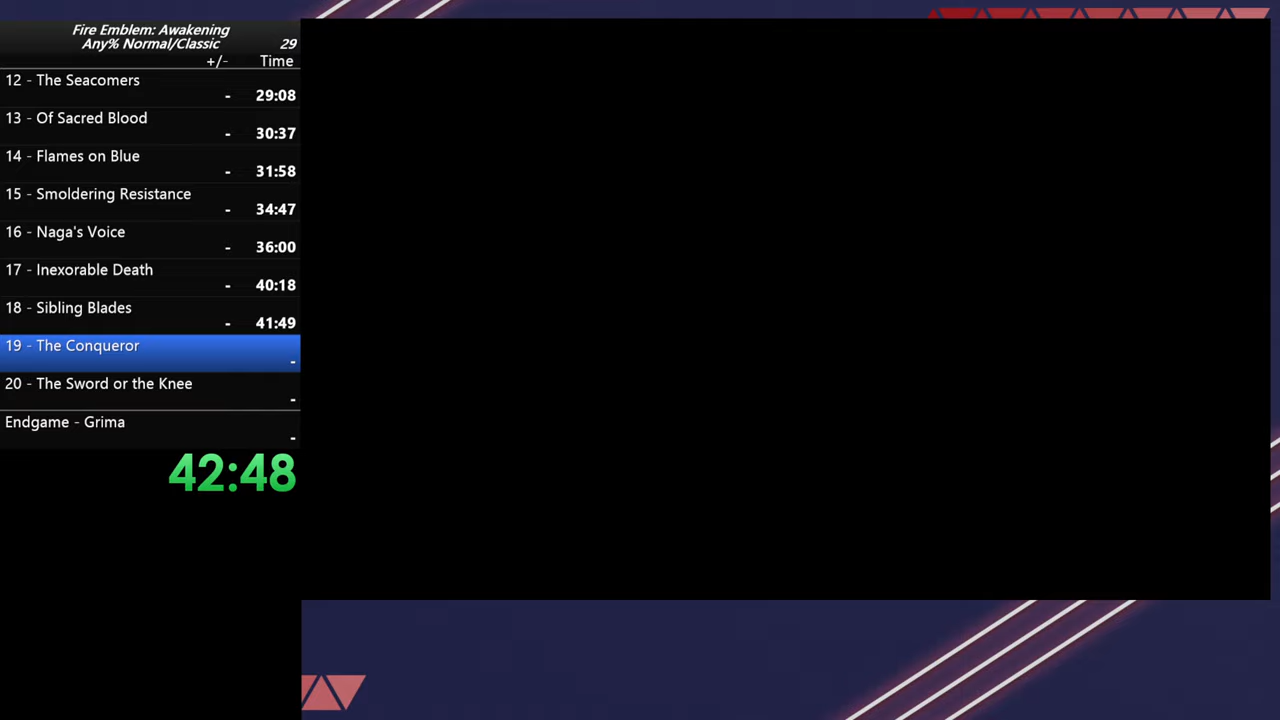 Fire Emblem: Awakening
Any% Normal/Classic 29
+/- Time
12 - The Seacomers
- 29:08
13 - Of Sacred Blood
- 30:37
14 - Flames on Blue
- 31:58
15 - Smoldering Resistance
- 34:47
16 - Naga's Voice
- 36:00
17 - Inexorable Death
- 40:18
18 - Sibling Blades
- 41:49
19 - The Conqueror
-
20 - The Sword or the Knee
-
Endgame - Grima
-
42:48